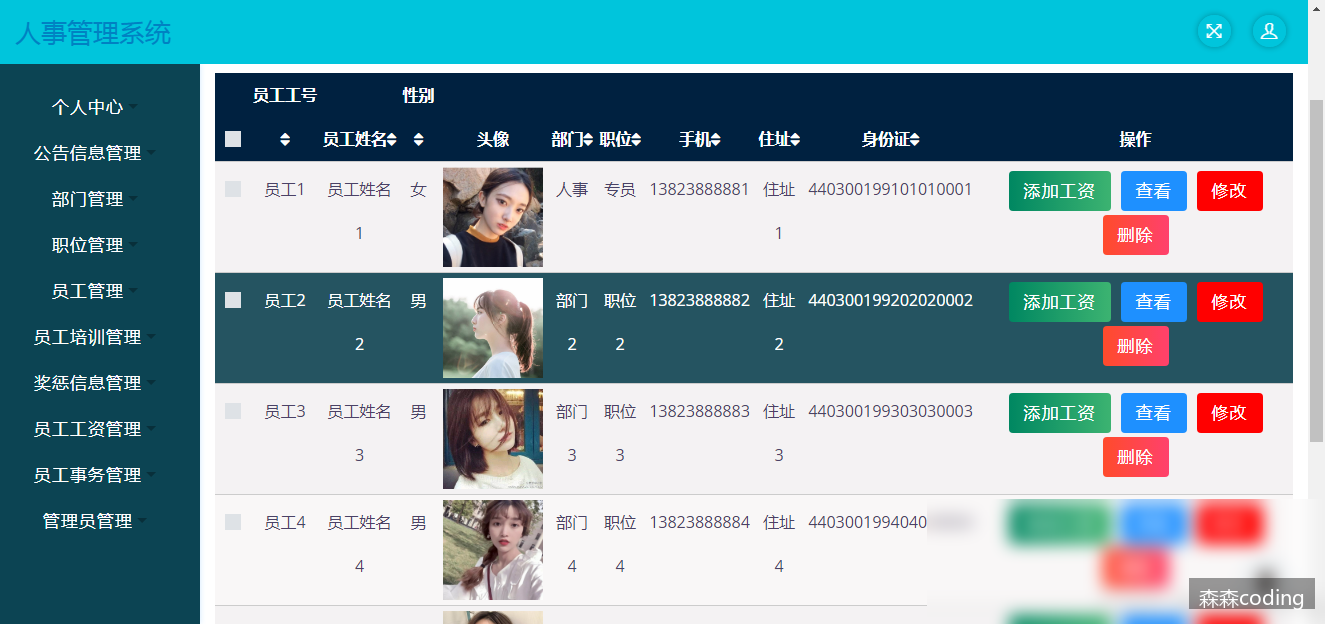 人事管理系统
个人中心
公告信息管理
部门管理
职位管理
员工管理
员工培训管理
奖惩信息管理
员工工资管理
员工事务管理
管理员管理
员工工号 性别
员工姓名 头像 部门 职位 手机 住址 身份证 操作
员工1 员工姓名 女 人事 专员 13823888881 住址 440300199101010001 添加工资 查看 修改
1 1 删除
员工2 员工姓名 男 部门 职位 13823888882 住址 440300199202020002 添加工资 查看 修改
2 2 2 2 删除
员工3 员工姓名 男 部门 职位 13823888883 住址 440300199303030003 添加工资 查看 修改
3 3 3 3 删除
员工4 员工姓名 男 部门 职位 13823888884 住址 4403001994040
4 4 4 4
森森coding